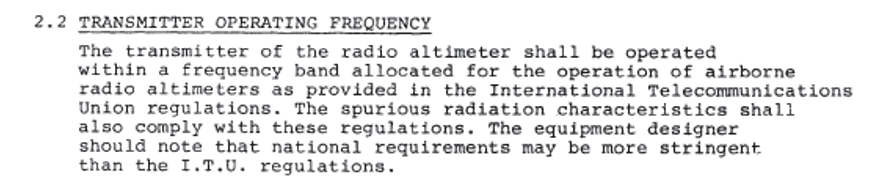 2.2 TRANSMITTER OPERATING FREQUENCY
The transmitter of the radio altimeter shall be operated
within a frequency band allocated for the operation of airborne
radio altimeters as provided in the International Telecommunications
Union regulations. The spurious radiation characteristics shall
also comply with these regulations. The equipment designer
should note that national requirements may be more stringent
than the I.T.U. regulations.